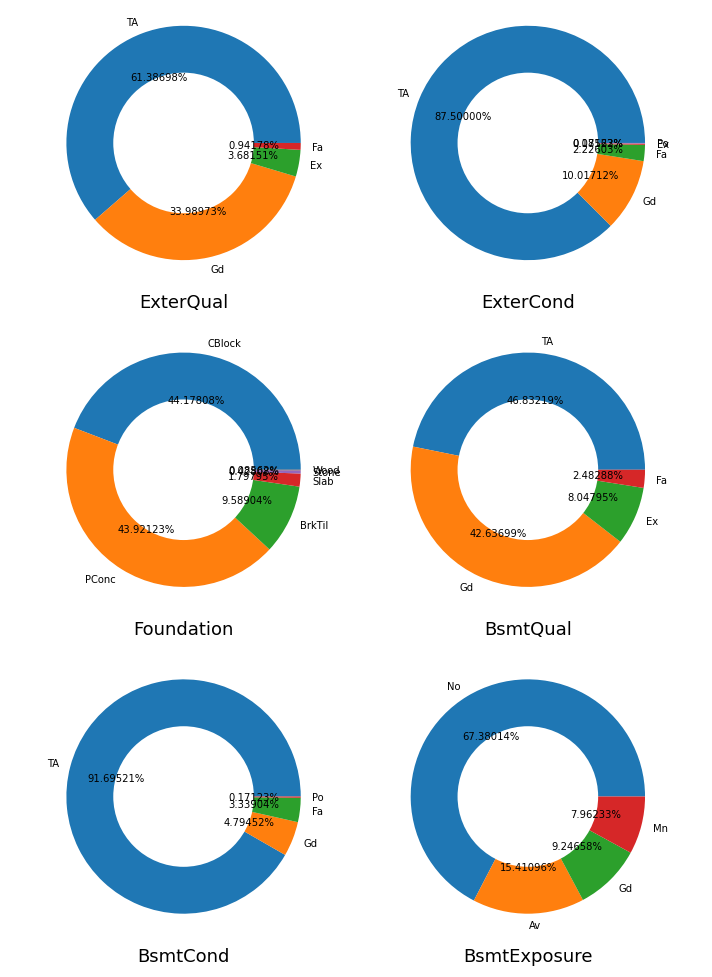 TA
61.38698%
0.94178%
Fa
3.68151%
Ex
33.98973%
Gd
ExterQual
TA
87.50000%
Po
Ex
2.22603%
Fa
10.01712%
Gd
ExterCond
CBlock
44.17808%
Wood
Stone
1.79795%
Slab
9.58904%
BrkTil
43.92123%
PConc
Foundation
TA
46.83219%
2.48288%
Fa
8.04795%
Ex
42.63699%
Gd
BsmtQual
TA
91.69521%
0.17123%
Po
3.33904%
Fa
4.79452%
Gd
BsmtCond
No
67.38014%
7.96233%
Mn
9.24658%
Gd
15.41096%
Av
BsmtExposure